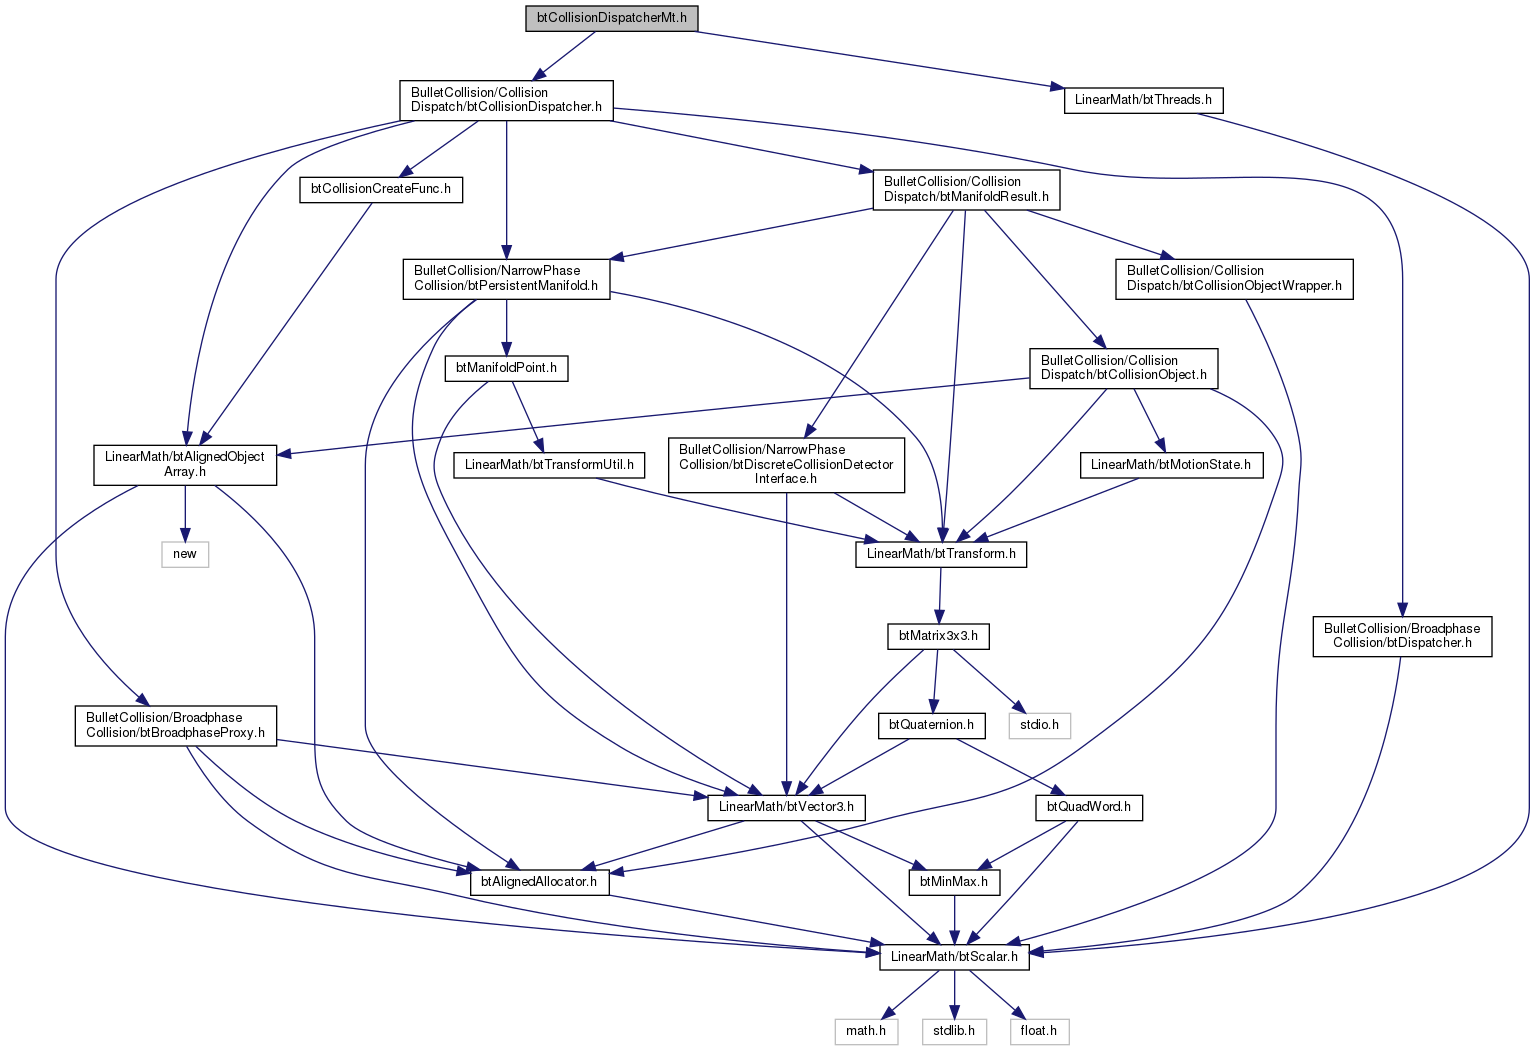 btCollisionDispatcherMt.h
BulletCollision/Collision
Dispatch/btCollisionDispatcher.h
LinearMath/btThreads.h
btCollisionCreateFunc.h
BulletCollision/Collision
Dispatch/btManifoldResult.h
BulletCollision/NarrowPhase
Collision/btPersistentManifold.h
BulletCollision/Collision
Dispatch/btCollisionObjectWrapper.h
btManifoldPoint.h
BulletCollision/Collision
Dispatch/btCollisionObject.h
LinearMath/btAlignedObject
Array.h
LinearMath/btTransformUtil.h
BulletCollision/NarrowPhase
Collision/btDiscreteCollisionDetector
Interface.h
LinearMath/btMotionState.h
new
LinearMath/btTransform.h
btMatrix3x3.h
BulletCollision/Broadphase
Collision/btDispatcher.h
BulletCollision/Broadphase
Collision/btBroadphaseProxy.h
btQuaternion.h
stdio.h
LinearMath/btVector3.h
btQuadWord.h
btAlignedAllocator.h
btMinMax.h
LinearMath/btScalar.h
math.h
stdlib.h
float.h